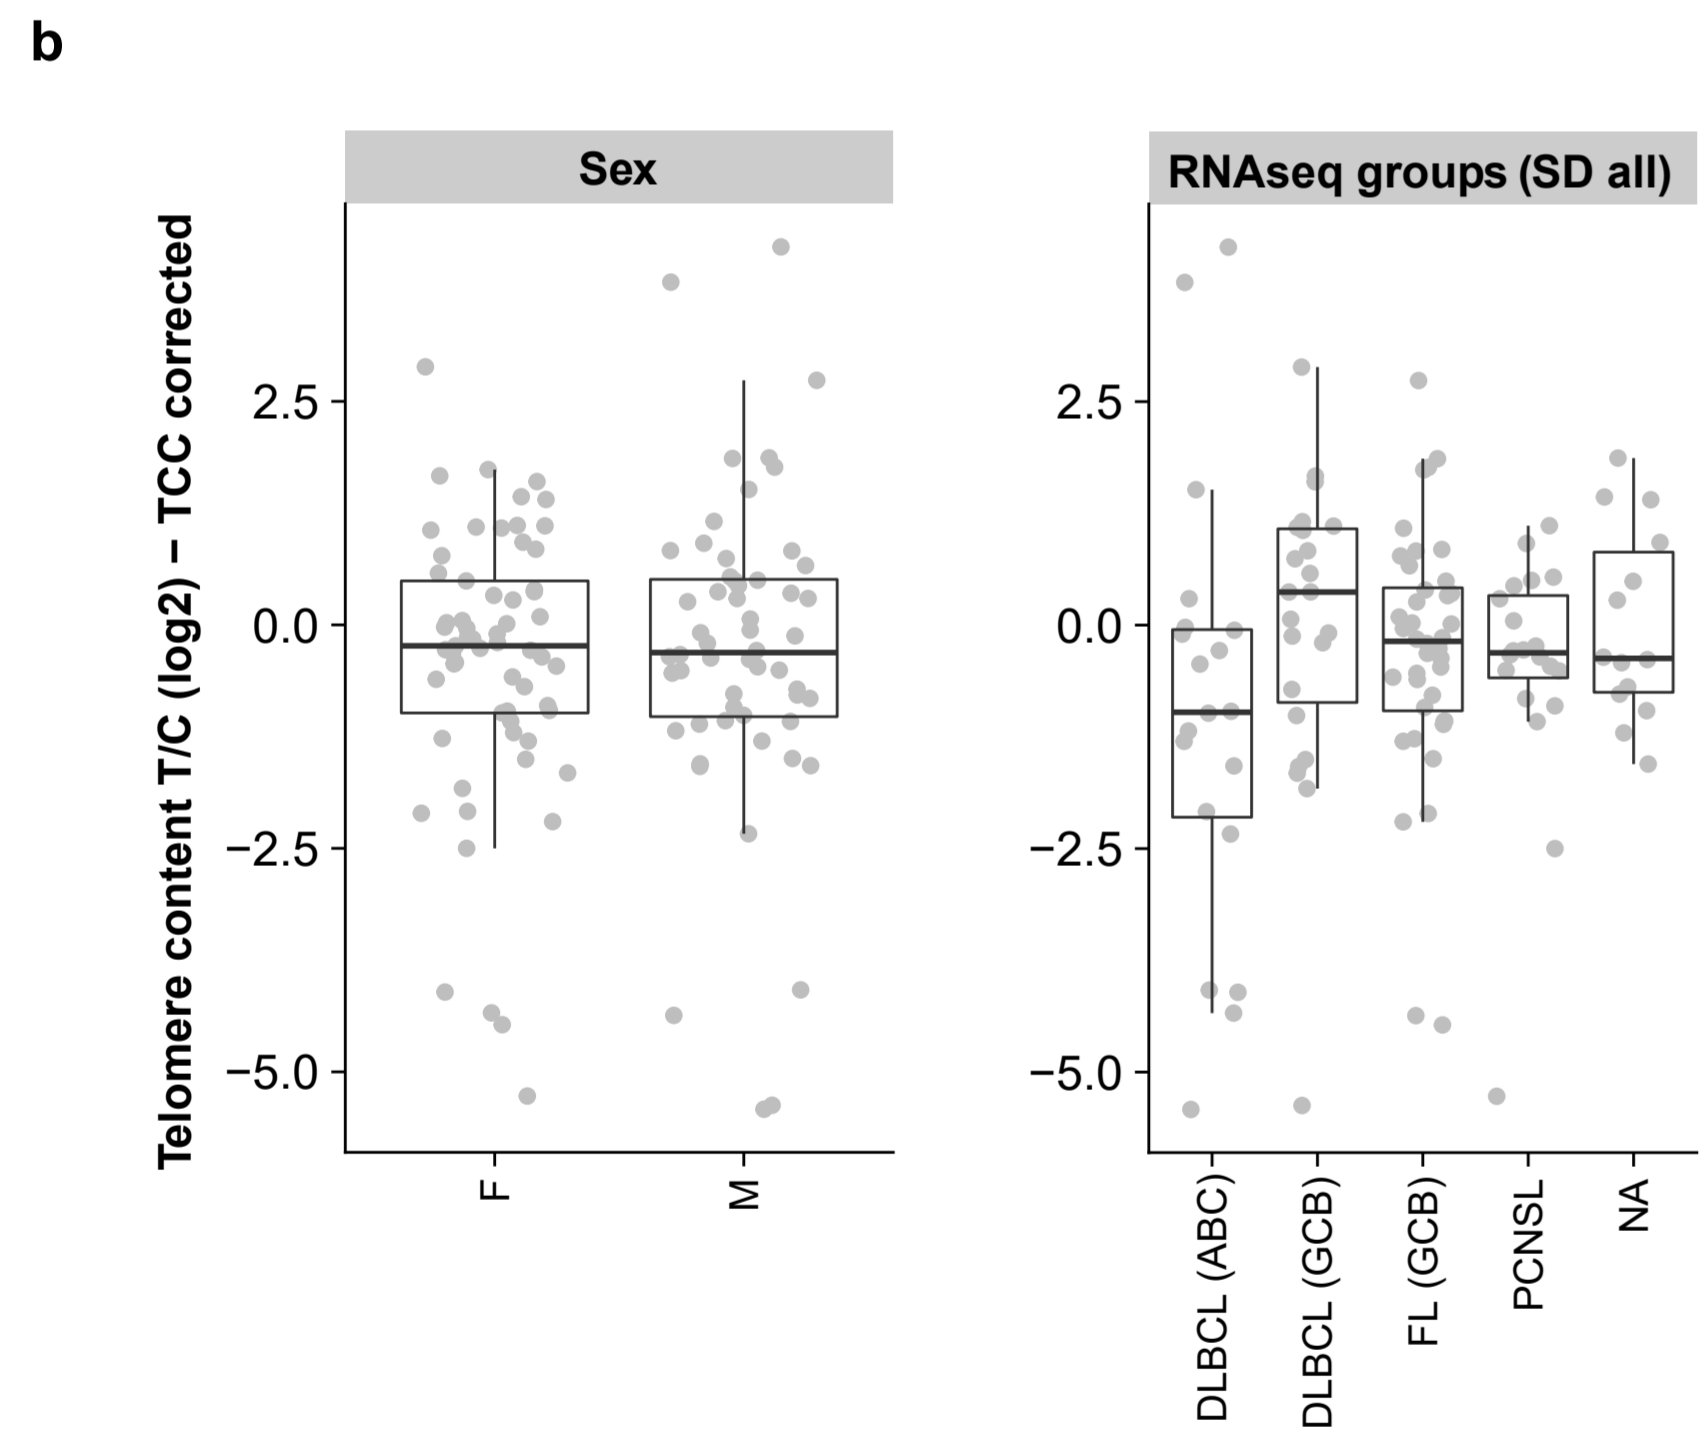 b
Sex
RNAseq groups (SD all)
Telomere content T/C (log2) – TCC corrected
2.5
0.0
−2.5
−5.0
F
M
2.5
0.0
−2.5
−5.0
DLBCL (ABC)
DLBCL (GCB)
FL (GCB)
PCNSL
NA